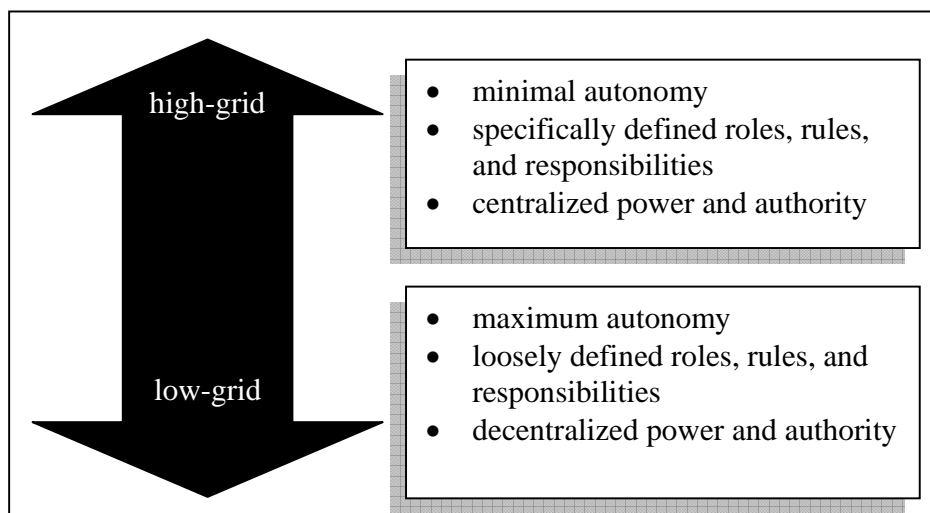 high-grid
• minimal autonomy
• specifically defined roles, rules,
and responsibilities
• centralized power and authority
low-grid
• maximum autonomy
• loosely defined roles, rules, and
responsibilities
• decentralized power and authority